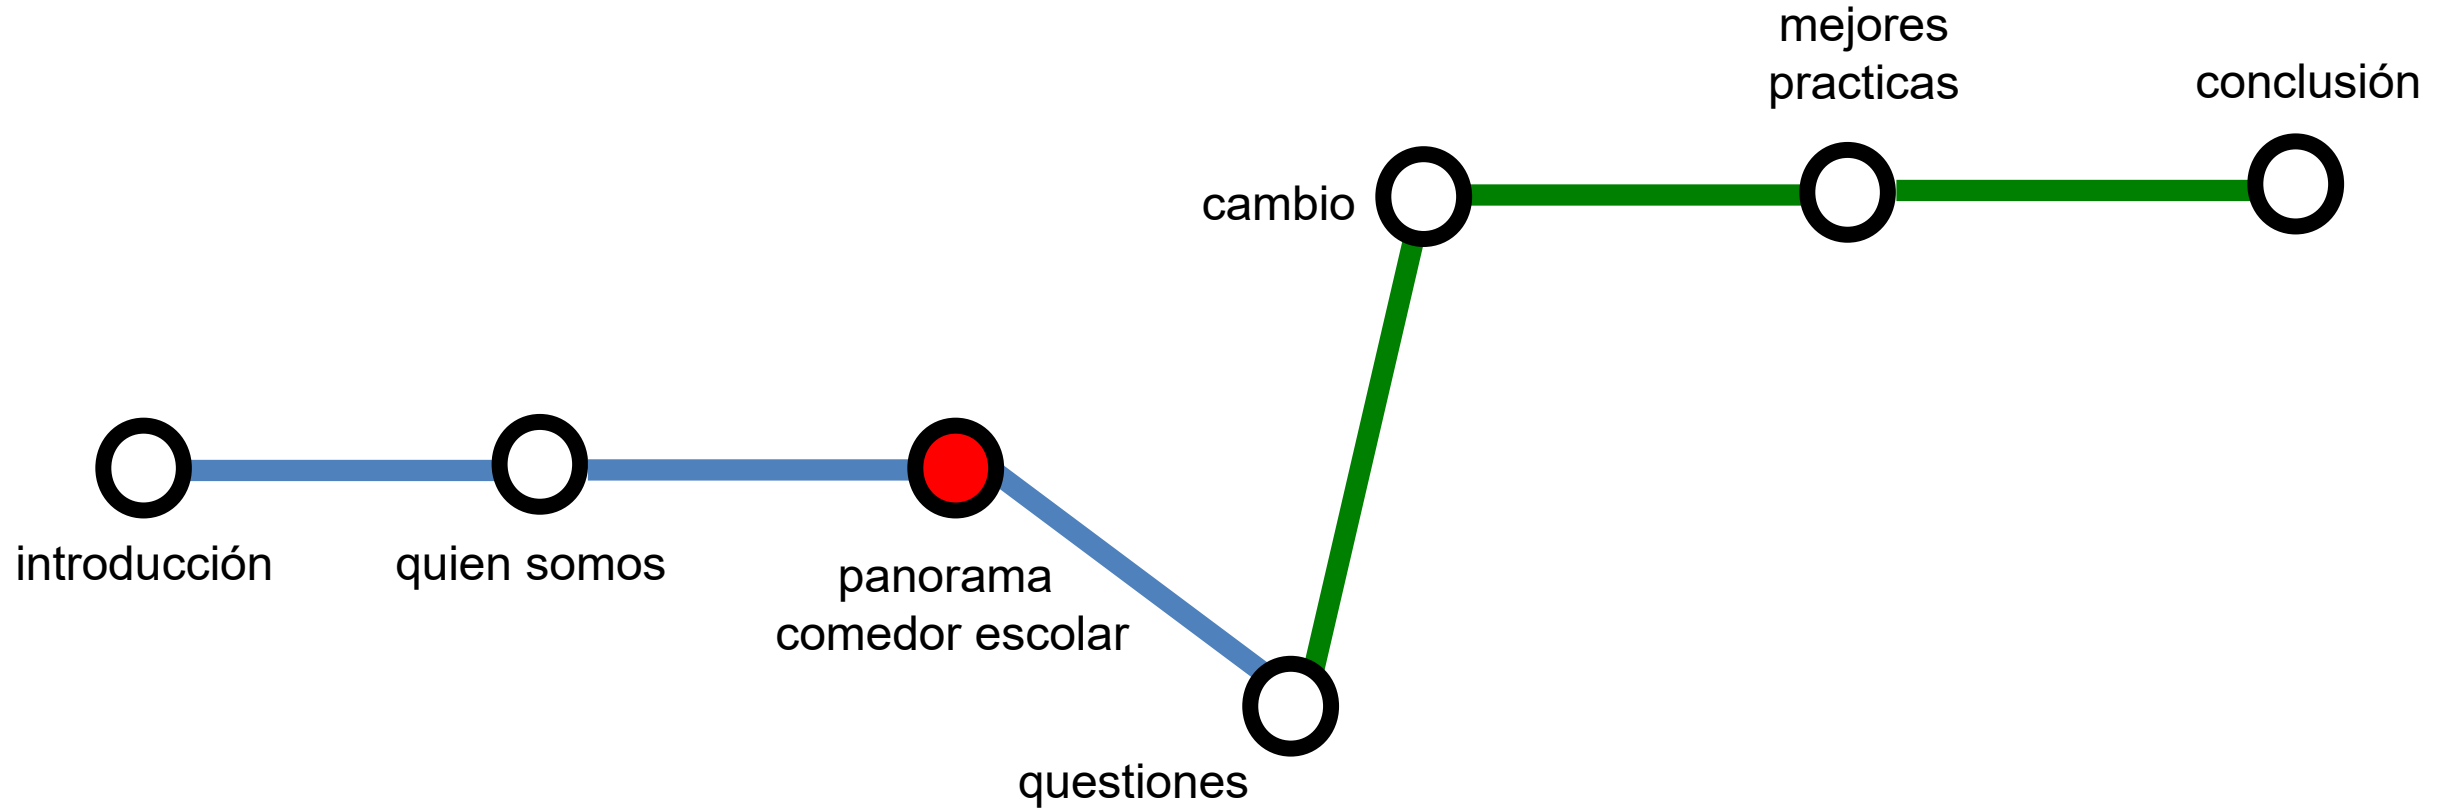 introducción
quien somos
panorama
comedor escolar
questiones
cambio
mejores
practicas
conclusión